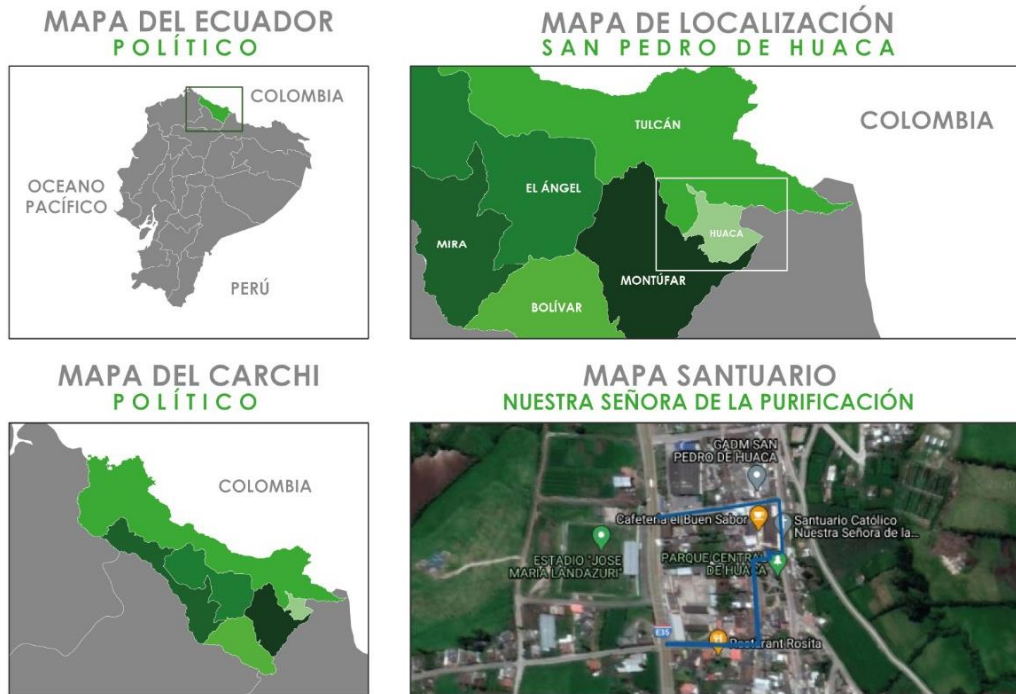 MAPA DEL ECUADOR
POLÍTICO
COLOMBIA
OCEANO
PACÍFICO
PERÚ
MAPA DE LOCALIZACIÓN
SAN PEDRO DE HUACA
TULCÁN
COLOMBIA
EL ÁNGEL
HUACA
MIRA
MONTÚFAR
BOLÍVAR
MAPA DEL CARCHI
POLÍTICO
COLOMBIA
MAPA SANTUARIO
NUESTRA SEÑORA DE LA PURIFICACIÓN
GADM SAN
PEDRO DE HUACA
Cafeteria el Buen Sabor
Santuario Católico
Nuestra Señora de la...
ESTADIO "JOSE
MARIA LANDAZURI"
PARQUE CENTRAL
DE HUACA
E35
Restarant Rosita